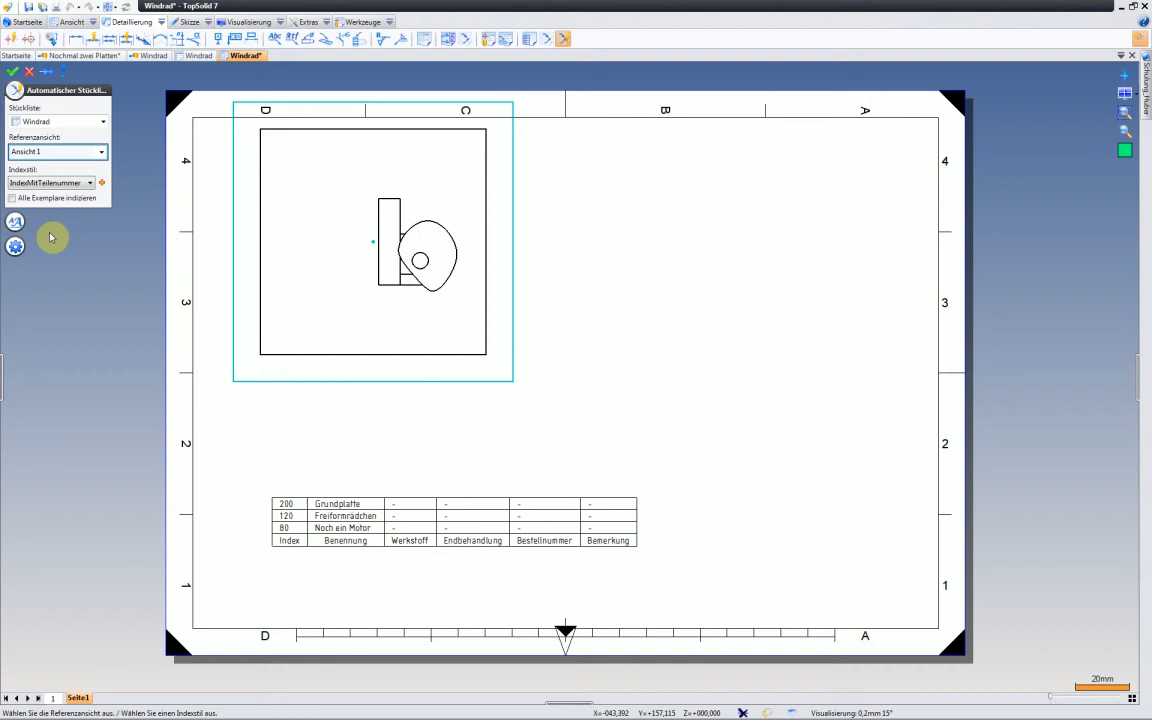 Windrad* - TopSolid 7
Startseite Ansicht Detaillierung Skizze Visualisierung Extras Werkzeuge
Startseite Nochmal zwei Platten* Windrad Windrad Windrad*
Automatischer Stückli...
Stückliste:
Windrad
Referenzansicht:
Ansicht 1
Indexstil:
IndexMitTeilenummer
Alle Exemplare indizieren
Schulung_Huber
D C B A
4 4
3 3
2 2
1 1
200 Grundplatte - - - -
120 Freiformrädchen - - - -
80 Noch ein Motor - - - -
Index Benennung Werkstoff Endbehandlung Bestellnummer Bemerkung
D A
20mm
1 Seite1
Wählen Sie die Referenzansicht aus. / Wählen Sie einen Indexstil aus. X=-043,392 Y=+157,115 Z=+000,000 Visualisierung: 0,2mm 15°